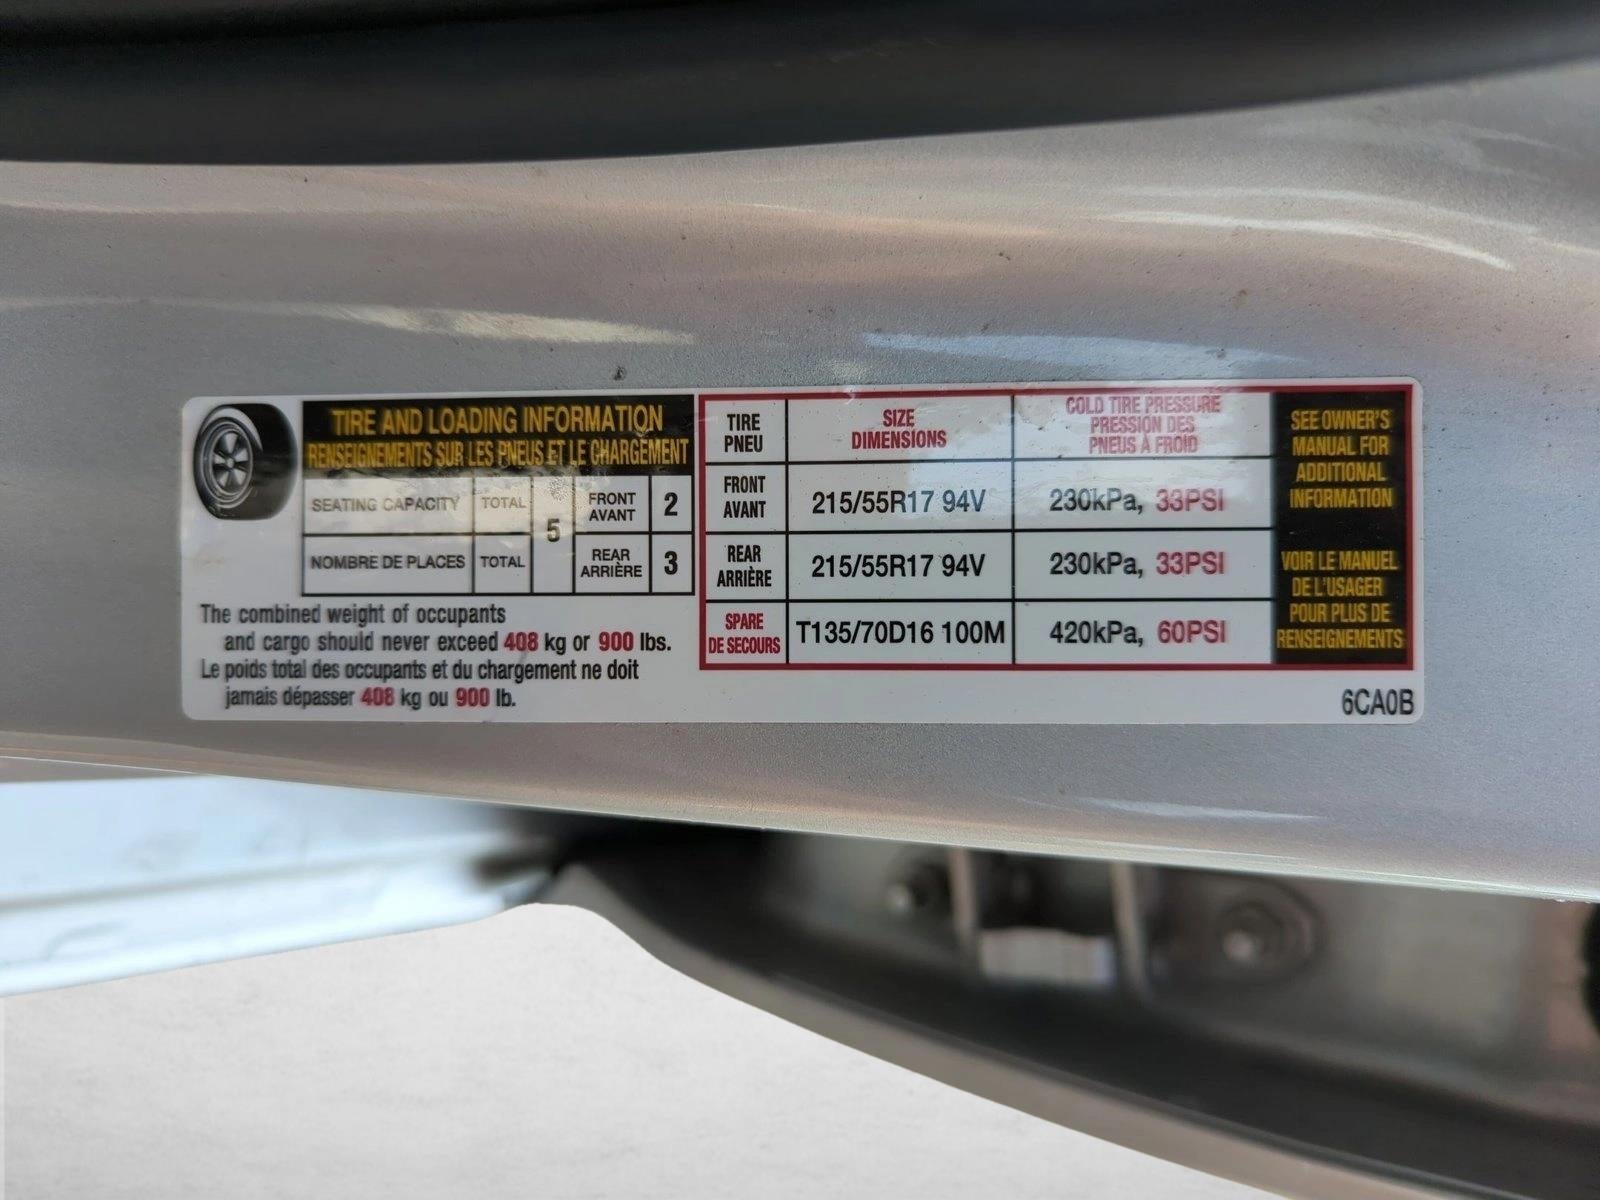 TIRE AND LOADING INFORMATION
RENSEIGNEMENTS SUR LES PNEUS ET LE CHARGEMENT
SEATING CAPACITY TOTAL 5 FRONT AVANT 2
NOMBRE DE PLACES TOTAL REAR ARRIÈRE 3
The combined weight of occupants
and cargo should never exceed 408 kg or 900 lbs.
Le poids total des occupants et du chargement ne doit
jamais dépasser 408 kg ou 900 lb.
TIRE PNEU SIZE DIMENSIONS COLD TIRE PRESSURE PRESSION DES PNEUS À FROID
FRONT AVANT 215/55R17 94V 230kPa, 33PSI
REAR ARRIÈRE 215/55R17 94V 230kPa, 33PSI
SPARE DE SECOURS T135/70D16 100M 420kPa, 60PSI
SEE OWNER'S
MANUAL FOR
ADDITIONAL
INFORMATION
VOIR LE MANUEL
DE L'USAGER
POUR PLUS DE
RENSEIGNEMENTS
6CA0B